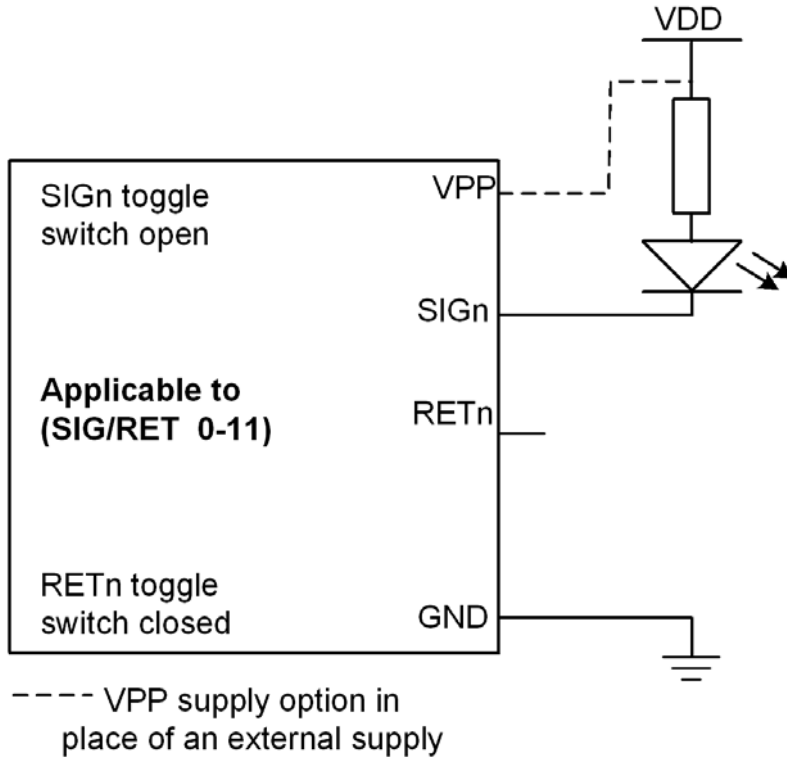 VDD
SIGn toggle
switch open
VPP
SIGn
Applicable to
(SIG/RET 0-11)
RETn
RETn toggle
switch closed
GND
VPP supply option in
place of an external supply